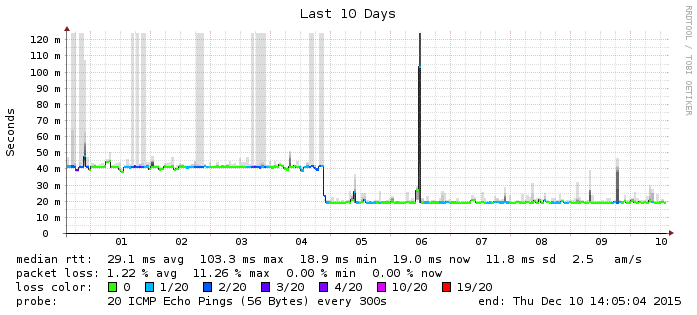 Last 10 Days
RRDTOOL / TOBI OETIKER
Seconds
120 m
110 m
100 m
90 m
80 m
70 m
60 m
50 m
40 m
30 m
20 m
10 m
0
01 02 03 04 05 06 07 08 09 10
median rtt: 29.1 ms avg 103.3 ms max 18.9 ms min 19.0 ms now 11.8 ms sd 2.5 am/s
packet loss: 1.22 % avg 11.26 % max 0.00 % min 0.00 % now
loss color: 0 1/20 2/20 3/20 4/20 10/20 19/20
probe: 20 ICMP Echo Pings (56 Bytes) every 300s end: Thu Dec 10 14:05:04 2015